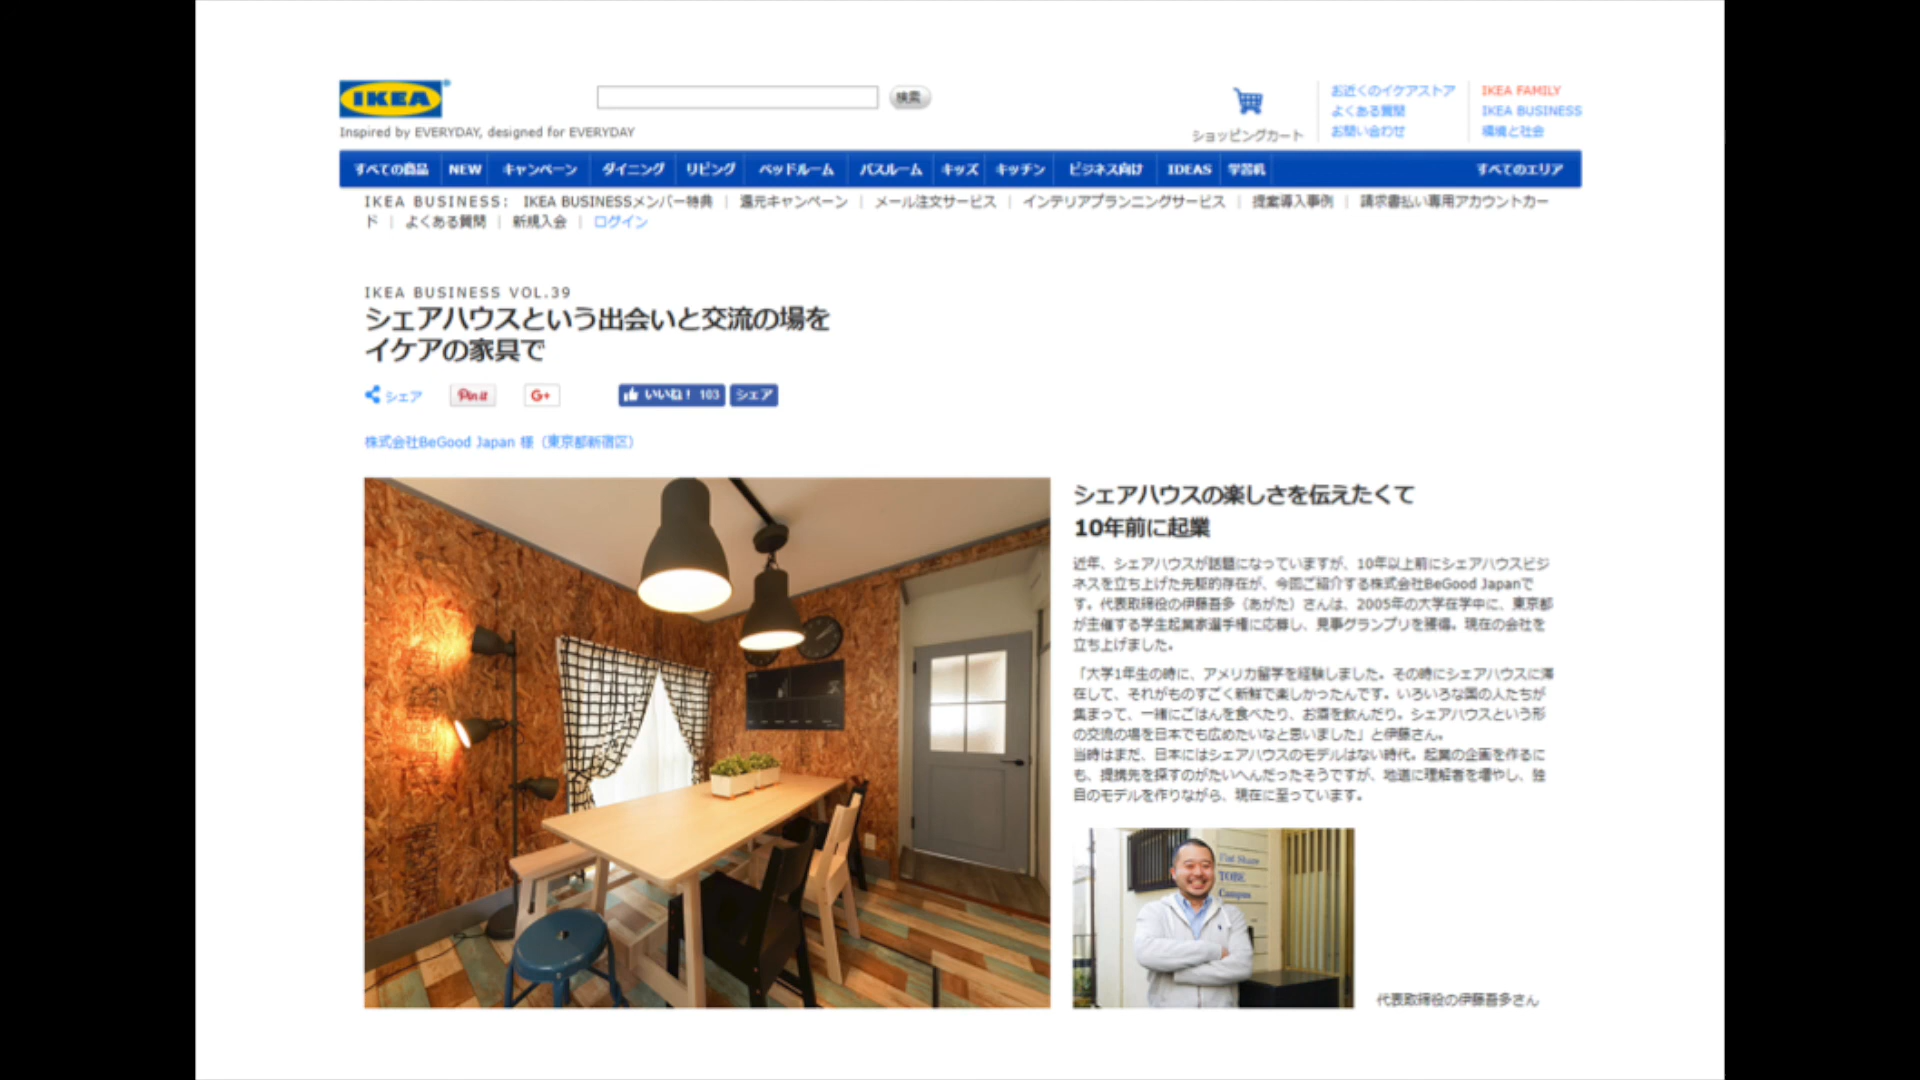 IKEA
検索
Inspired by EVERYDAY, designed for EVERYDAY
ショッピングカート
お近くのイケアストア
よくある質問
お問い合わせ
IKEA FAMILY
IKEA BUSINESS
環境と社会
すべての商品 NEW キャンペーン ダイニング リビング ベッドルーム バスルーム キッズ キッチン ビジネス向け IDEAS 学習机 すべてのエリア
IKEA BUSINESS: IKEA BUSINESSメンバー特典 | 還元キャンペーン | メール注文サービス | インテリアプランニングサービス | 提案導入事例 | 請求書払い専用アカウントカー
ド | よくある質問 | 新規入会 | ログイン
IKEA BUSINESS VOL.39
シェアハウスという出会いと交流の場を
イケアの家具で
シェア Pin it G+ いいね! 103 シェア
株式会社BeGood Japan 様（東京都新宿区）
シェアハウスの楽しさを伝えたくて
10年前に起業
近年、シェアハウスが話題になっていますが、10年以上前にシェアハウスビジ
ネスを立ち上げた先駆的存在が、今回ご紹介する株式会社BeGood Japanで
す。代表取締役の伊藤吾多（あがた）さんは、2005年の大学在学中に、東京都
が主催する学生起業家選手権に応募し、見事グランプリを獲得。現在の会社を
立ち上げました。
「大学1年生の時に、アメリカ留学を経験しました。その時にシェアハウスに滞
在して、それがものすごく新鮮で楽しかったんです。いろいろな国の人たちが
集まって、一緒にごはんを食べたり、お酒を飲んだり。シェアハウスという形
の交流の場を日本でも広めたいなと思いました」と伊藤さん。
当時はまだ、日本にはシェアハウスのモデルはない時代。起業の企画を作るに
も、提携先を探すのがたいへんだったそうですが、地道に理解者を増やし、独
自のモデルを作りながら、現在に至っています。
Share
TOBE
Campus
代表取締役の伊藤吾多さん